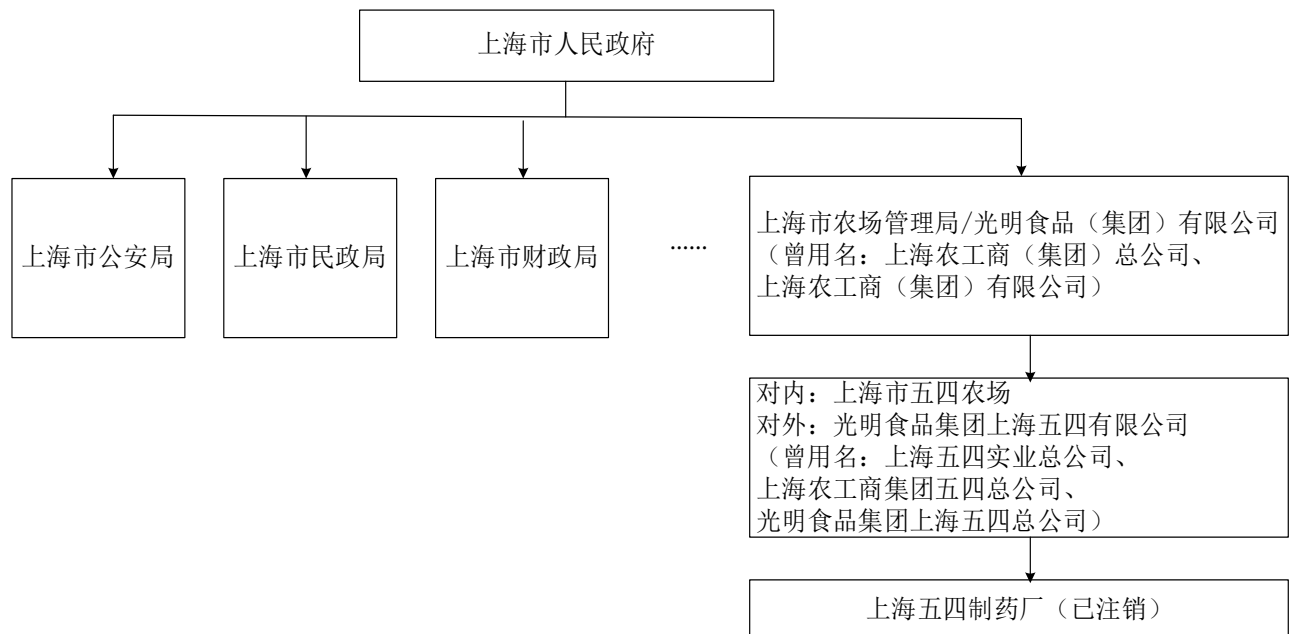 上海市人民政府
上海市公安局
上海市民政局
上海市财政局
......
上海市农场管理局/光明食品（集团）有限公司
（曾用名：上海农工商（集团）总公司、
上海农工商（集团）有限公司）
对内：上海市五四农场
对外：光明食品集团上海五四有限公司
（曾用名：上海五四实业总公司、
上海农工商集团五四总公司、
光明食品集团上海五四总公司）
上海五四制药厂（已注销）